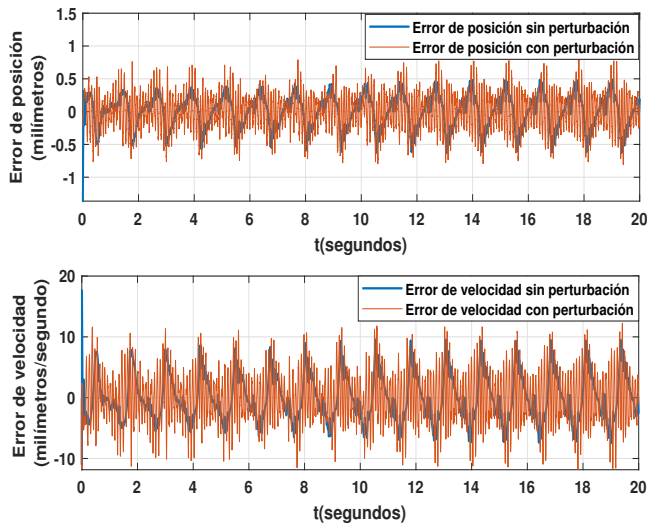 Error de posición
(milímetros)
1.5
1
0.5
0
-0.5
-1
Error de posición sin perturbación
Error de posición con perturbación
0 2 4 6 8 10 12 14 16 18 20
t(segundos)
Error de velocidad
(milímetros/segundo)
20
10
0
-10
Error de velocidad sin perturbación
Error de velocidad con perturbación
0 2 4 6 8 10 12 14 16 18 20
t(segundos)